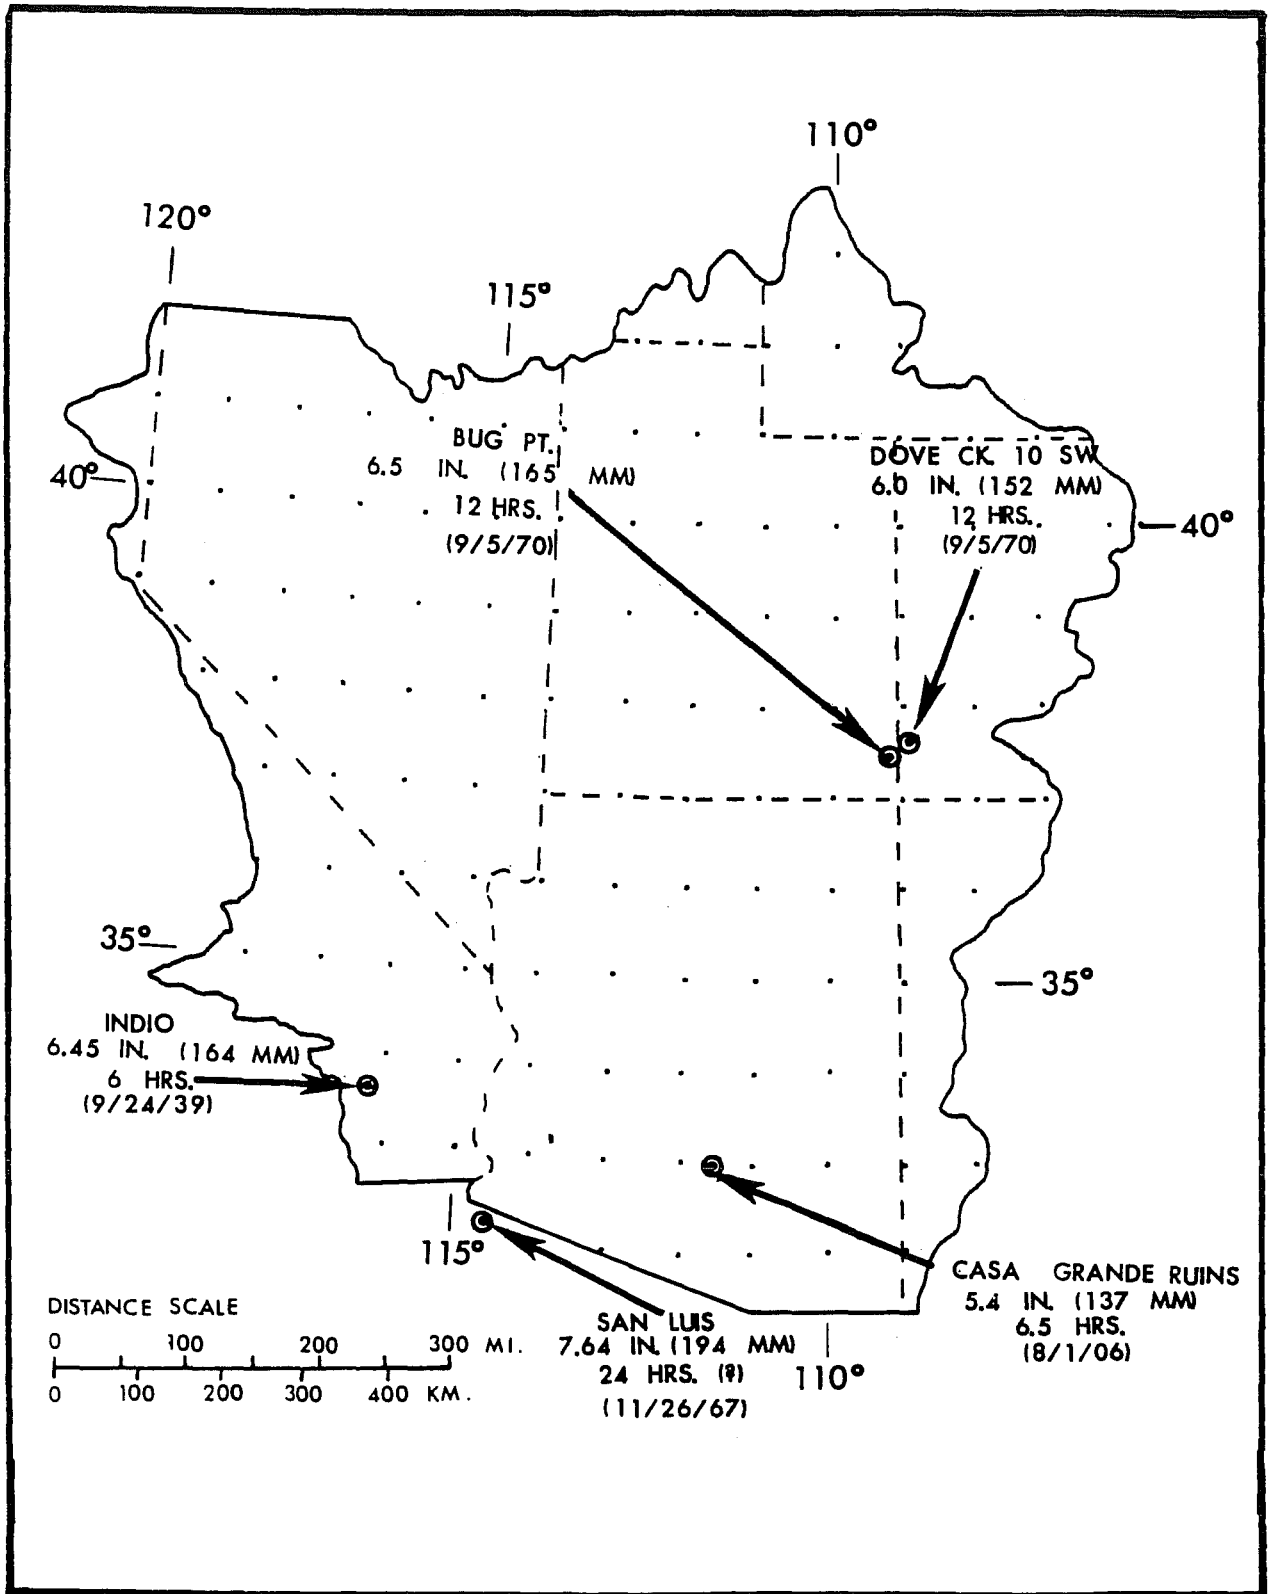 110°
120°
115°
BUG PT.
6.5 IN. (165 MM)
12 HRS.
(9/5/70)
DOVE CK. 10 SW
6.0 IN. (152 MM)
12 HRS.
(9/5/70)
40°
40°
35°
35°
INDIO
6.45 IN. (164 MM)
6 HRS.
(9/24/39)
115°
CASA GRANDE RUINS
5.4 IN. (137 MM)
6.5 HRS.
(8/1/06)
SAN LUIS
7.64 IN. (194 MM)
24 HRS. (?)
(11/26/67)
110°
DISTANCE SCALE
0 100 200 300 MI.
0 100 200 300 400 KM.